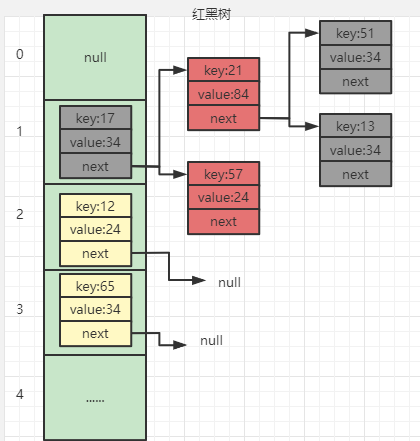 红黑树
0
null
1
key:17
value:34
next
key:21
value:84
next
key:57
value:24
next
key:51
value:34
next
key:13
value:34
next
2
key:12
value:24
next
null
3
key:65
value:34
next
null
4
......